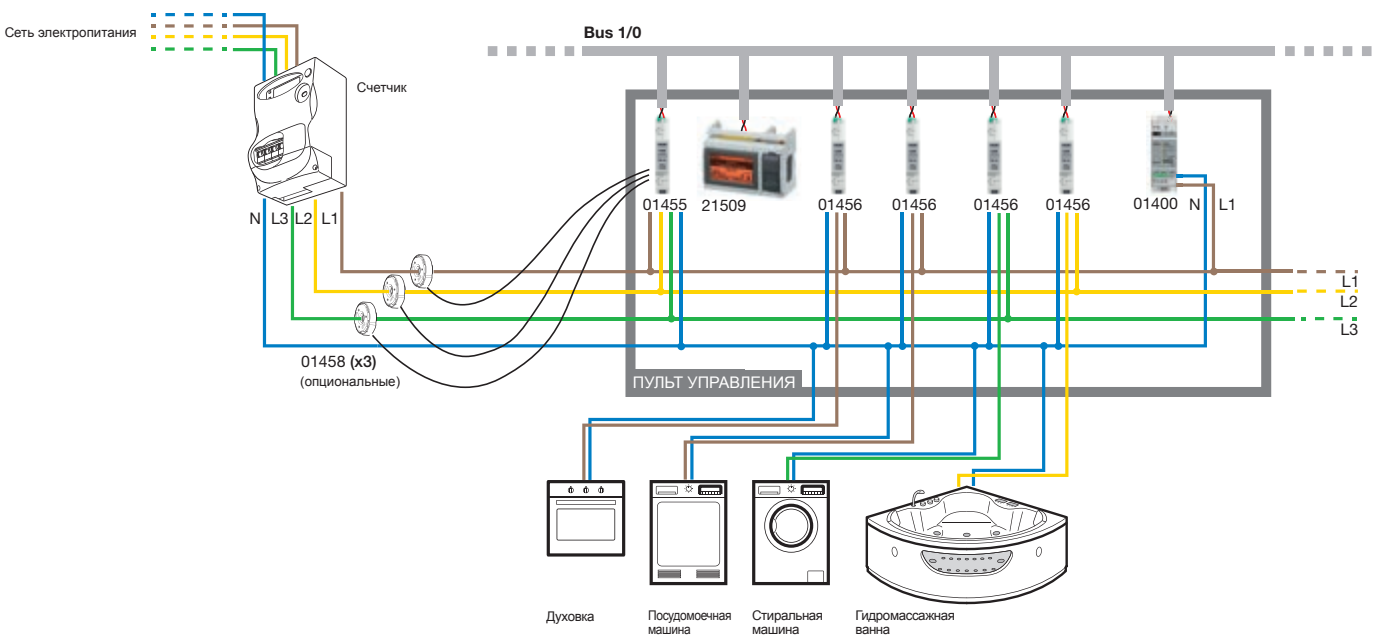 Сеть электропитания
Bus 1/0
Счетчик
N L3 L2 L1
01455
21509
01456
01456
01456
01456
01400
N
L1
L1
L2
L3
01458 (x3)
(опциональные)
ПУЛЬТ УПРАВЛЕНИЯ
Духовка
Посудомоечная
машина
Стиральная
машина
Гидромассажная
ванна